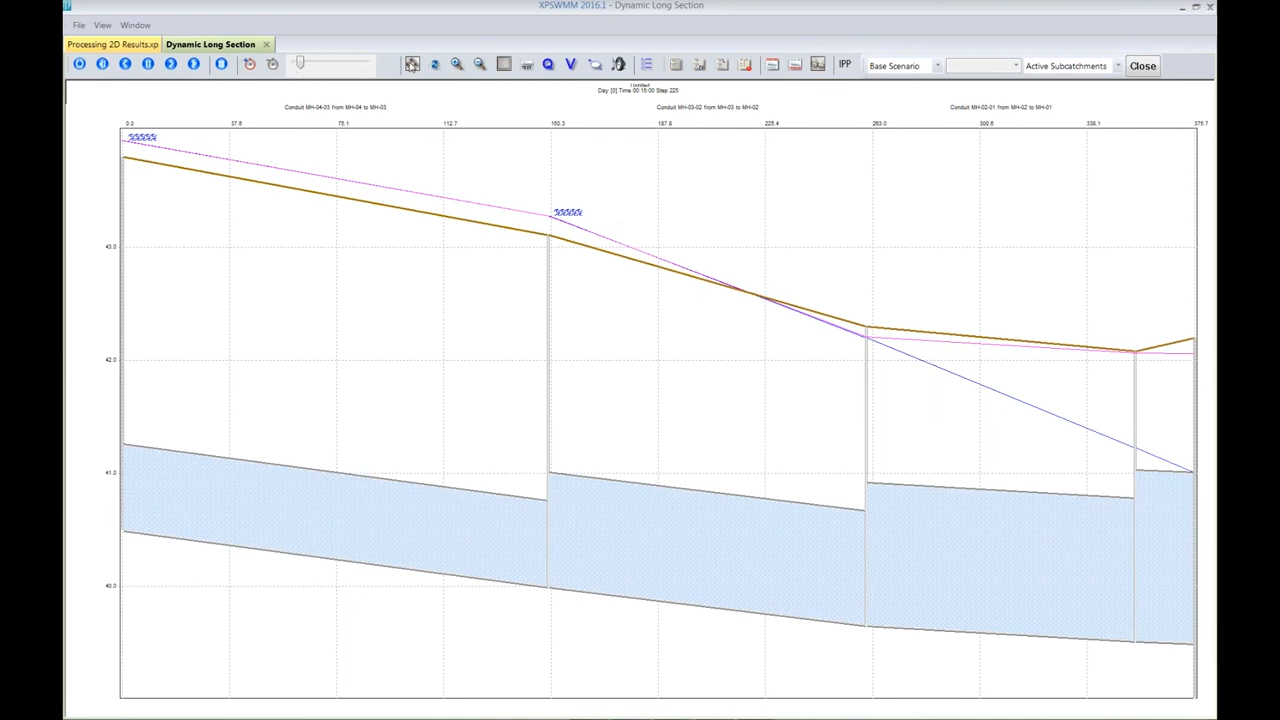 XPSWMM 2016.1 - Dynamic Long Section
File View Window
Processing 2D Results.xp Dynamic Long Section
IPP Base Scenario Active Subcatchments Close
Untitled
Day [0] Time 00:15:00 Step 225
Conduit MH-04-03 from MH-04 to MH-03 Conduit MH-03-02 from MH-03 to MH-02 Conduit MH-02-01 from MH-02 to MH-01
0.0 37.6 75.1 112.7 150.3 187.8 225.4 263.0 300.6 338.1 375.7
43.0
42.0
41.0
40.0